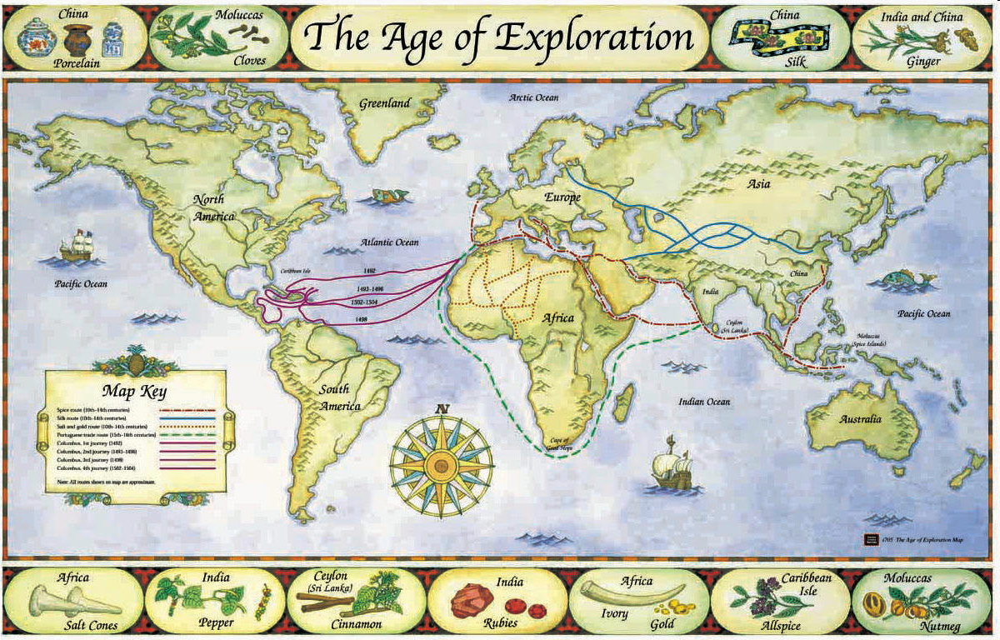 China
Porcelain
Moluccas
Cloves
The Age of Exploration
China
Silk
India and China
Ginger
Greenland
Arctic Ocean
North
America
Europe
Asia
Atlantic Ocean
Pacific Ocean
Caribbean Isle
1492
1493-1496
1502-1504
1498
Africa
India
China
Ceylon
(Sri Lanka)
Moluccas
(Spice Islands)
Pacific Ocean
South
America
Indian Ocean
Australia
Cape of
Good Hope
N
Map Key
Spice route (10th-14th centuries)
Silk route (10th-14th centuries)
Salt and gold route (10th-14th centuries)
Portuguese trade route (15th-16th centuries)
Columbus, 1st journey (1492)
Columbus, 2nd journey (1493-1496)
Columbus, 3rd journey (1498)
Columbus, 4th journey (1502-1504)
Note: All routes shown on map are approximate.
1705 The Age of Exploration Map
Africa
Salt Cones
India
Pepper
Ceylon
(Sri Lanka)
Cinnamon
India
Rubies
Africa
Ivory
Gold
Caribbean
Isle
Allspice
Moluccas
Nutmeg